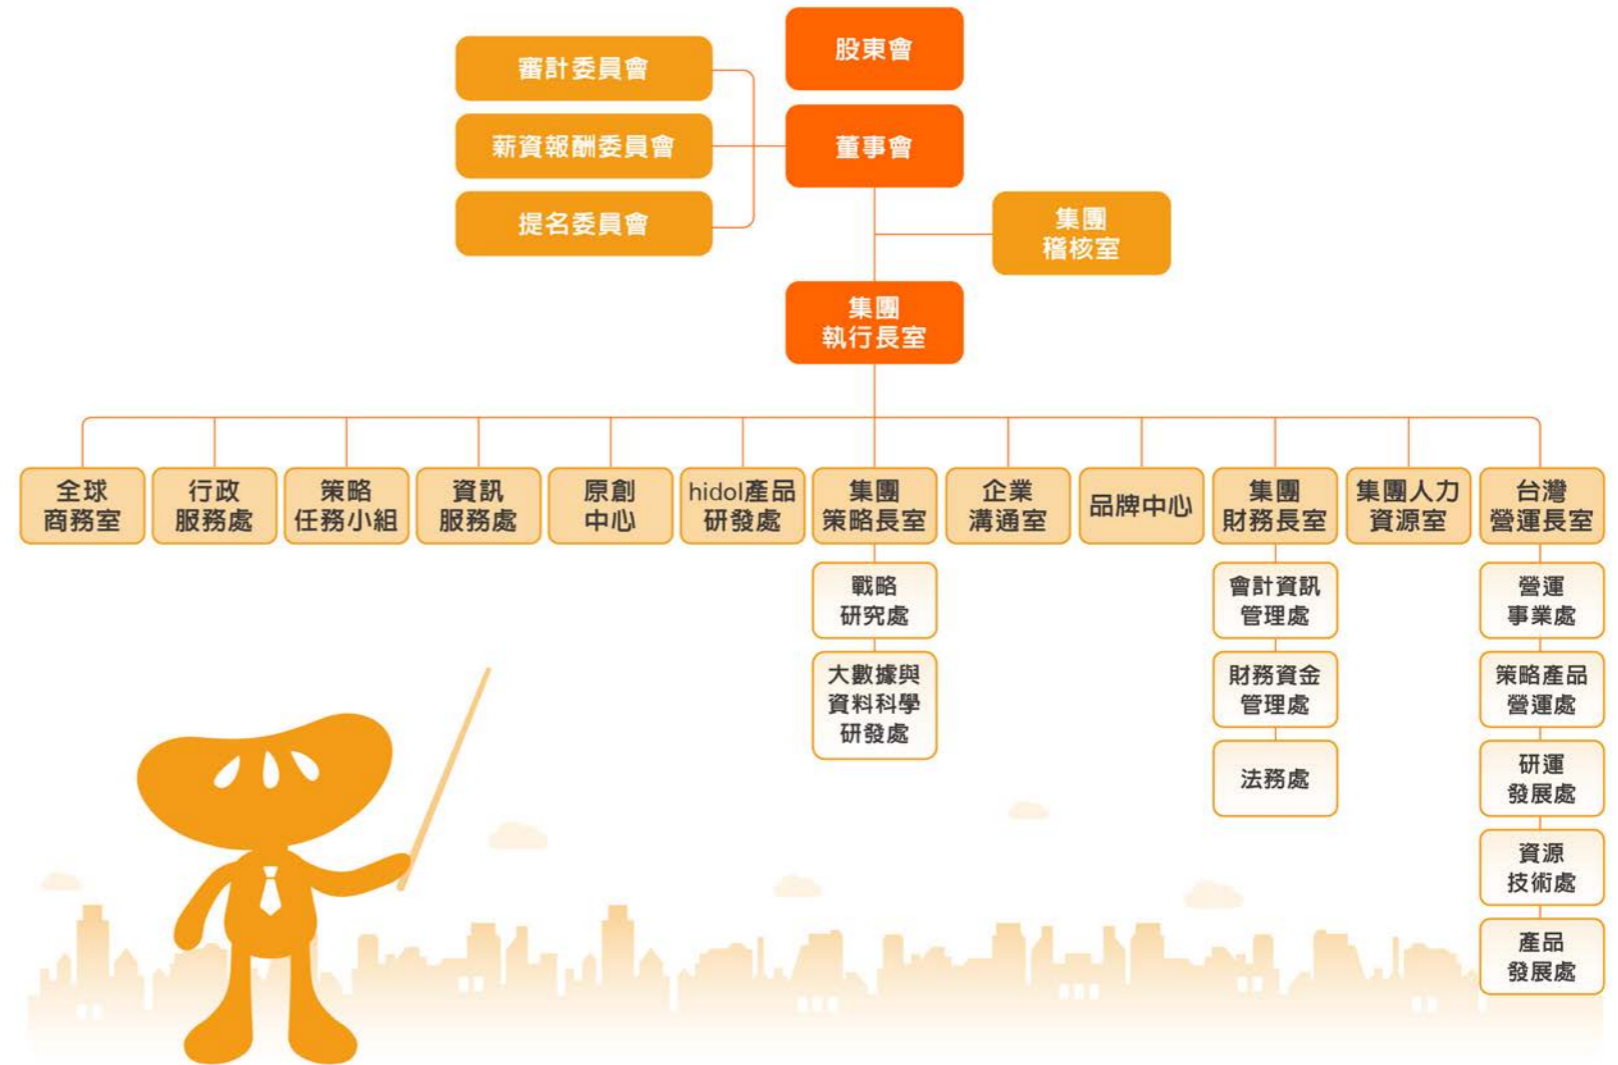 股東會
審計委員會
薪資報酬委員會
董事會
提名委員會
集團
稽核室
集團
執行長室
全球
商務室
行政
服務處
策略
任務小組
資訊
服務處
原創
中心
hidol產品
研發處
集團
策略長室
企業
溝通室
品牌中心
集團
財務長室
集團人力
資源室
台灣
營運長室
戰略
研究處
大數據與
資料科學
研發處
會計資訊
管理處
財務資金
管理處
法務處
營運
事業處
策略產品
營運處
研運
發展處
資源
技術處
產品
發展處